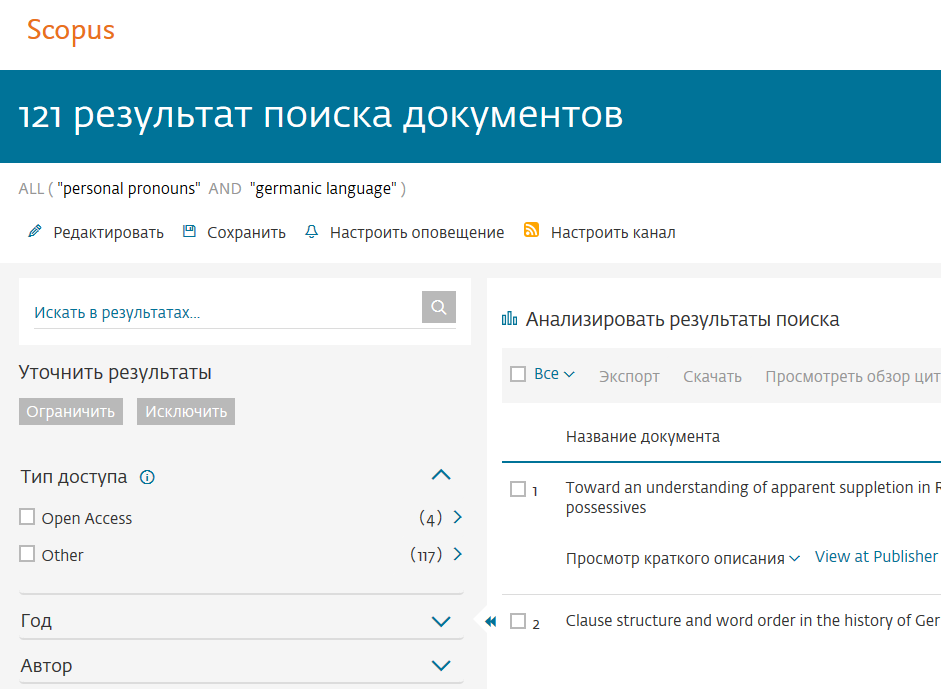 Scopus
121 результат поиска документов
ALL ( "personal pronouns" AND "germanic language" )
Редактировать Сохранить Настроить оповещение Настроить канал
Искать в результатах...
Уточнить результаты
Ограничить Исключить
Тип доступа
Open Access (4)
Other (117)
Год
Автор
Анализировать результаты поиска
Все Экспорт Скачать Просмотреть обзор цит
Название документа
1 Toward an understanding of apparent suppletion in R
possessives
Просмотр краткого описания View at Publisher
2 Clause structure and word order in the history of Ger